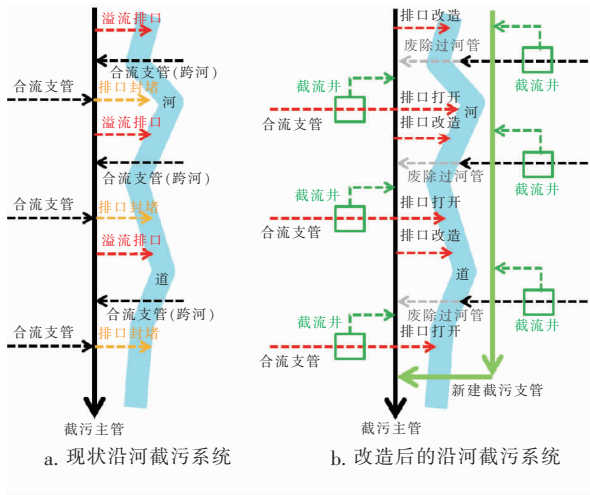 溢流排口
合流支管(跨河)
合流支管
排口封堵
河
溢流排口
合流支管(跨河)
合流支管
排口封堵
溢流排口
道
合流支管(跨河)
合流支管
排口封堵
截污主管
a. 现状沿河截污系统
排口改造
废除过河管
截流井
截流井
排口打开
河
合流支管
排口改造
废除过河管
截流井
截流井
排口打开
合流支管
排口改造
道
废除过河管
截流井
截流井
排口打开
合流支管
新建截污支管
截污主管
b. 改造后的沿河截污系统